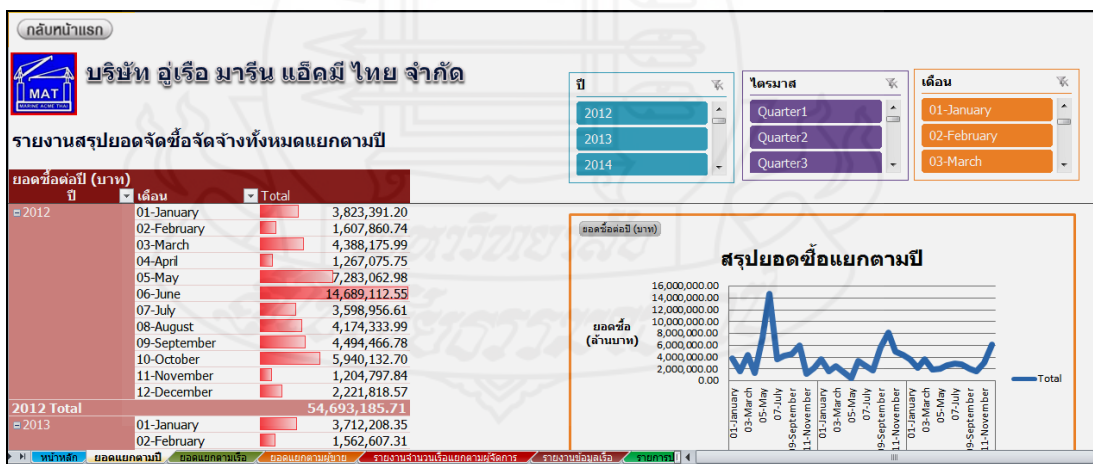 กลับหน้าแรก
MAT
MARINE ACME THAI
บริษัท อู่เรือ มารีน แอ็คมี ไทย จำกัด
รายงานสรุปยอดจัดซื้อจัดจ้างทั้งหมดแยกตามปี
ปี
2012
2013
2014
ไตรมาส
Quarter1
Quarter2
Quarter3
เดือน
01-January
02-February
03-March
ยอดซื้อต่อปี (บาท)
ปี เดือน Total
2012 01-January 3,823,391.20
02-February 1,607,860.74
03-March 4,388,175.99
04-April 1,267,075.75
05-May 7,283,062.98
06-June 14,689,112.55
07-July 3,598,956.61
08-August 4,174,333.99
09-September 4,494,466.78
10-October 5,940,132.70
11-November 1,204,797.84
12-December 2,221,818.57
2012 Total 54,693,185.71
2013 01-January 3,712,208.35
02-February 1,562,607.31
ยอดซื้อต่อปี (บาท)
สรุปยอดซื้อแยกตามปี
ยอดซื้อ
(ล้านบาท)
16,000,000.00
14,000,000.00
12,000,000.00
10,000,000.00
8,000,000.00
6,000,000.00
4,000,000.00
2,000,000.00
0.00
01-January
03-March
05-May
07-July
09-September
11-November
01-January
03-March
05-May
07-July
09-September
11-November
01-January
03-March
05-May
07-July
09-September
11-November
Total
หน้าหลัก ยอดแยกตามปี ยอดแยกตามเรือ ยอดแยกตามผู้ขาย รายงานจำนวนเรือแยกตามผู้จัดการ รายงานข้อมูลเรือ